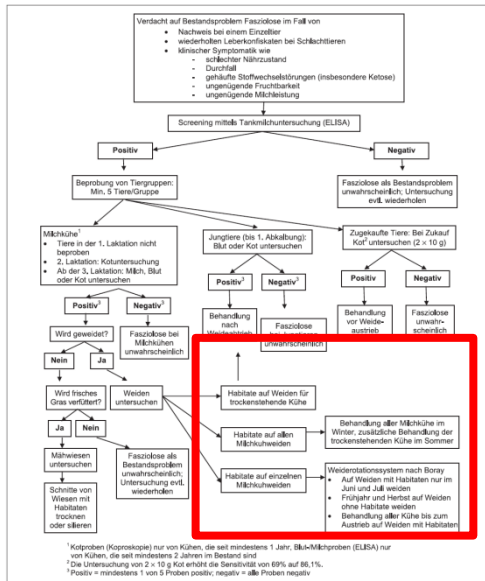 Verdacht auf Bestandsproblem Fasziolose im Fall von
• Nachweis bei einem Einzeltier
• wiederholten Leberkonfiskaten bei Schlachttieren
• klinischer Symptomatik wie
- schlechter Nährzustand
- Durchfall
- gehäufte Stoffwechselstörungen (insbesondere Ketose)
- ungenügende Fruchtbarkeit
- ungenügende Milchleistung
Screening mittels Tankmilchuntersuchung (ELISA)
Positiv
Negativ
Beprobung von Tiergruppen:
Min. 5 Tiere/Gruppe
Fasziolose als Bestandsproblem
unwahrscheinlich; Untersuchung
evtl. wiederholen
Milchkühe¹
• Tiere in der 1. Laktation nicht
beproben
• 2. Laktation: Kotuntersuchung
• Ab der 3. Laktation: Milch, Blut
oder Kot untersuchen
Jungtiere (bis 1. Abkalbung):
Blut oder Kot untersuchen
Zugekaufte Tiere: Bei Zukauf
Kot² untersuchen (2 × 10 g)
Positiv³
Negativ³
Positiv³
Negativ³
Positiv
Negativ
Wird geweidet?
Fasziolose bei
Milchkühen
unwahrscheinlich
Behandlung
nach
Weideabtrieb
Fasziolose
unwahrscheinlich
Behandlung
vor Weide-
austrieb
Fasziolose
unwahr-
scheinlich
Nein
Ja
Wird frisches
Gras verfüttert?
Weiden
untersuchen
Habitate auf Weiden für
trockenstehende Kühe
Ja
Nein
Habitate auf allen
Milchkuhweiden
Behandlung aller Milchkühe im
Winter, zusätzliche Behandlung der
trockenstehenden Kühe im Sommer
Mähwiesen
untersuchen
Fasziolose als
Bestandsproblem
unwahrscheinlich;
Untersuchung evtl.
wiederholen
Habitate auf einzelnen
Milchkuhweiden
Weiderotationssystem nach Boray
• Auf Weiden mit Habitaten nur im
Juni und Juli weiden
• Frühjahr und Herbst auf Weiden
ohne Habitate weiden
• Behandlung aller Kühe bis zum
Austrieb auf Weiden mit Habitaten
Schnitte von
Wiesen mit
Habitaten
trocknen
oder silieren
¹ Kotproben (Koproskopie) nur von Kühen, die seit mindestens 1 Jahr, Blut-/Milchproben (ELISA) nur
von Kühen, die seit mindestens 2 Jahren im Bestand sind
² Die Untersuchung von 2 × 10 g Kot erhöht die Sensitivität von 69% auf 86,1%.
³ Positiv = mindestens 1 von 5 Proben positiv; negativ = alle Proben negativ